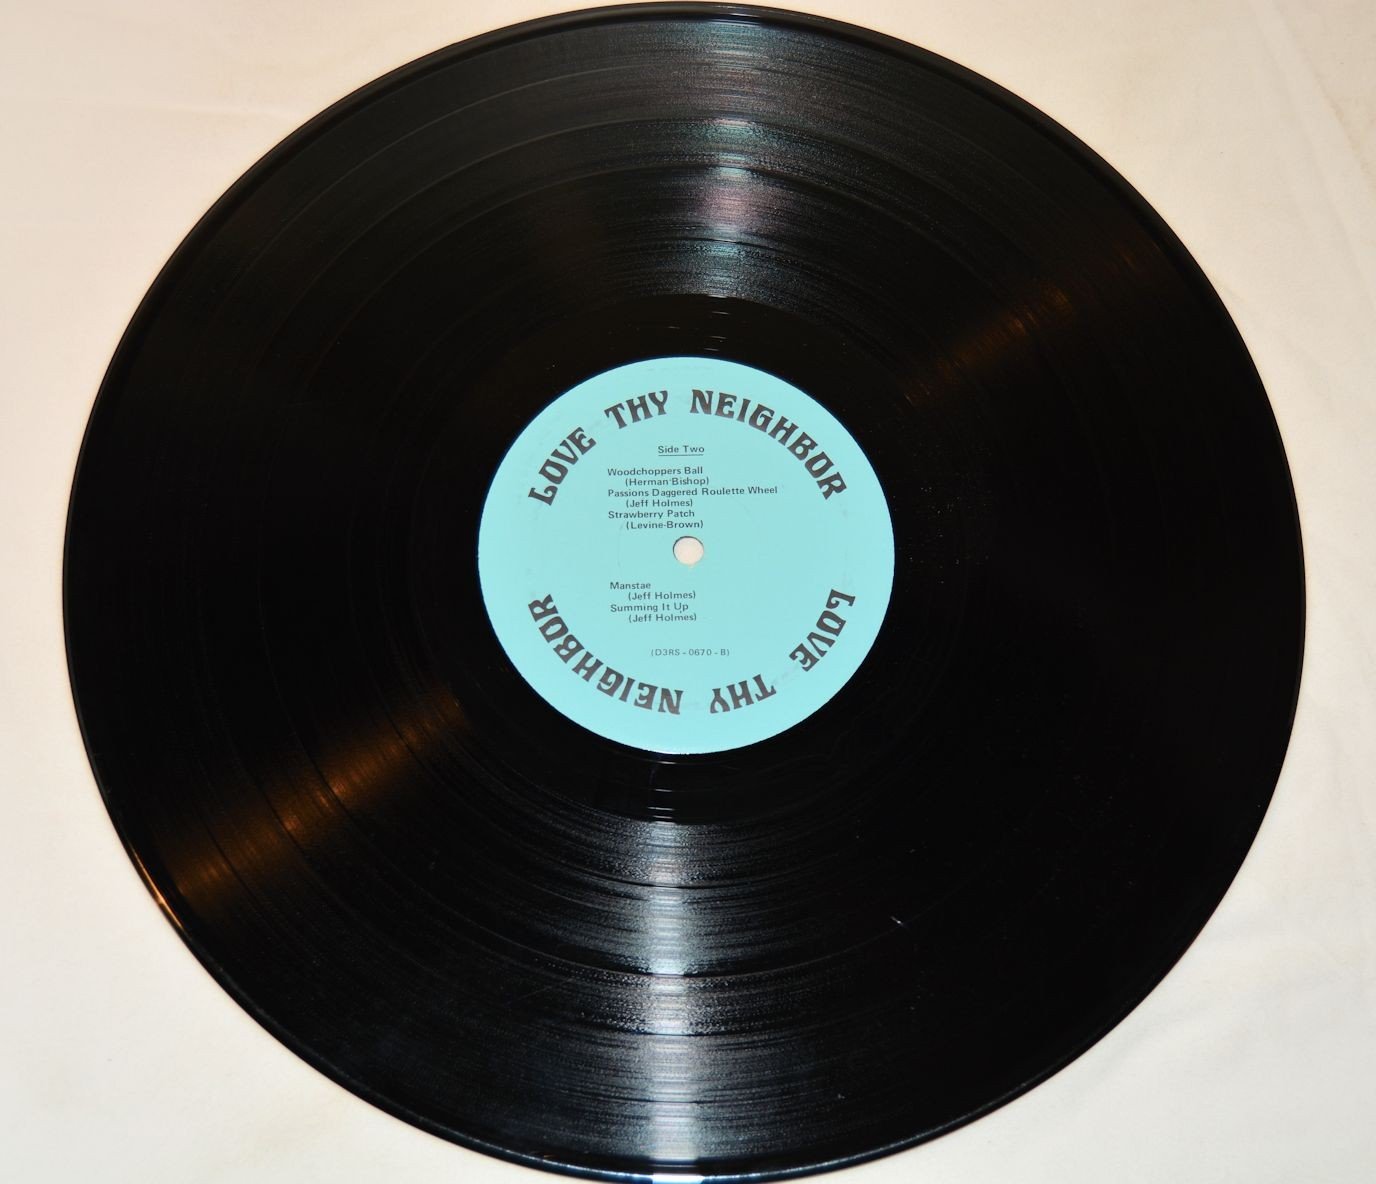 LOVE THY NEIGHBOR
Side Two
Woodchoppers Ball
(Herman-Bishop)
Passions Daggered Roulette Wheel
(Jeff Holmes)
Strawberry Patch
(Levine-Brown)
Manstae
(Jeff Holmes)
Summing It Up
(Jeff Holmes)
(D3RS - 0670 - B)
LOVE THY NEIGHBOR